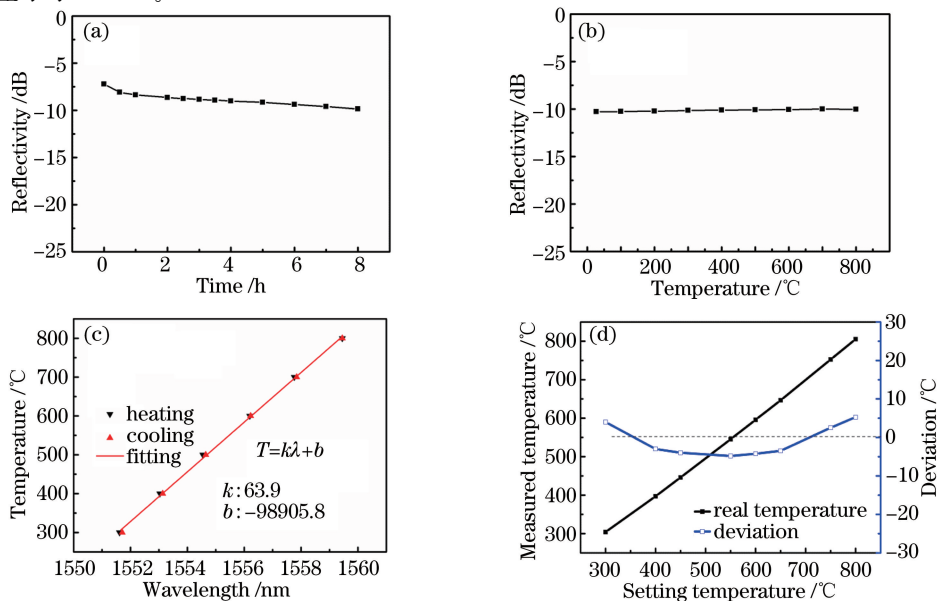 (a)
0
−5
−10
−15
−20
−25
Reflectivity /dB
0 2 4 6 8
Time /h
(b)
0
−5
−10
−15
−20
−25
Reflectivity /dB
0 200 400 600 800
Temperature /℃
(c)
800
700
600
500
400
300
Temperature /℃
heating
cooling
fitting
T=kλ+b
k:63.9
b:−98905.8
1550 1552 1554 1556 1558 1560
Wavelength /nm
(d)
800
700
600
500
400
300
Measured temperature /℃
30
20
10
0
−10
−20
−30
Deviation /℃
real temperature
deviation
300 400 500 600 700 800
Setting temperature /℃